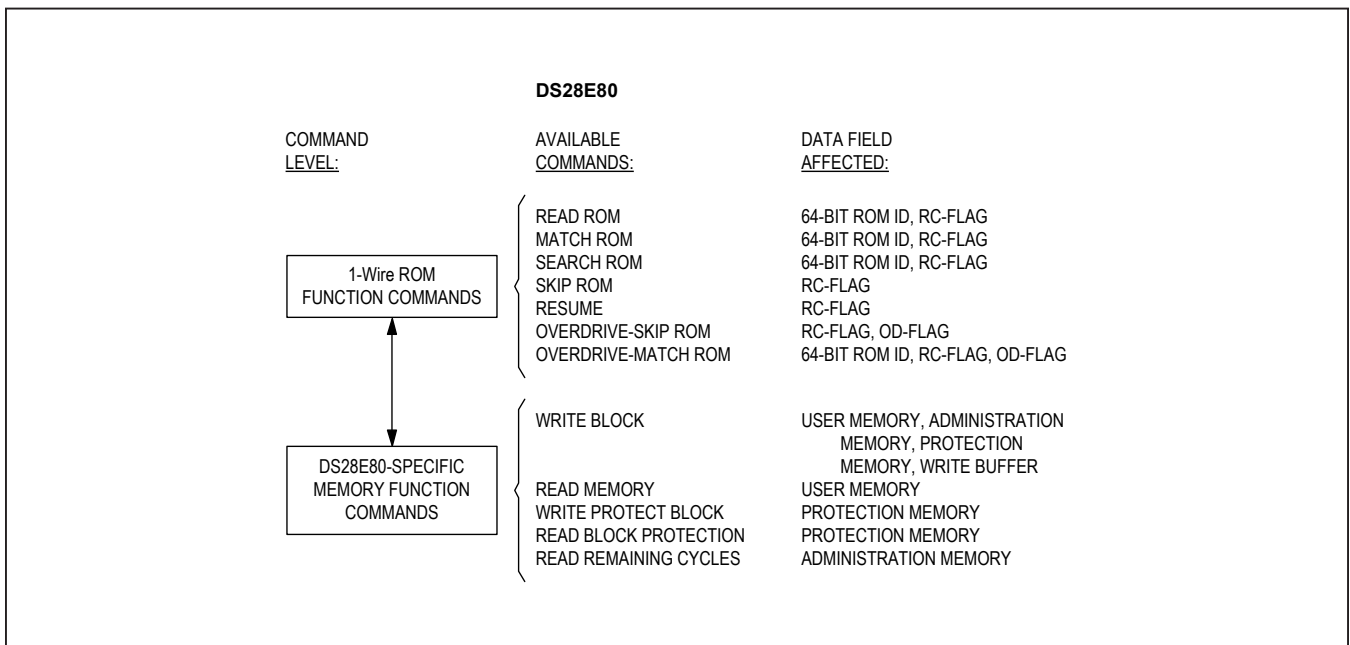 DS28E80
COMMAND AVAILABLE DATA FIELD
LEVEL: COMMANDS: AFFECTED:
READ ROM 64-BIT ROM ID, RC-FLAG
MATCH ROM 64-BIT ROM ID, RC-FLAG
SEARCH ROM 64-BIT ROM ID, RC-FLAG
1-Wire ROM
FUNCTION COMMANDS
SKIP ROM RC-FLAG
RESUME RC-FLAG
OVERDRIVE-SKIP ROM RC-FLAG, OD-FLAG
OVERDRIVE-MATCH ROM 64-BIT ROM ID, RC-FLAG, OD-FLAG
WRITE BLOCK USER MEMORY, ADMINISTRATION
MEMORY, PROTECTION
MEMORY, WRITE BUFFER
DS28E80-SPECIFIC
MEMORY FUNCTION
COMMANDS
READ MEMORY USER MEMORY
WRITE PROTECT BLOCK PROTECTION MEMORY
READ BLOCK PROTECTION PROTECTION MEMORY
READ REMAINING CYCLES ADMINISTRATION MEMORY